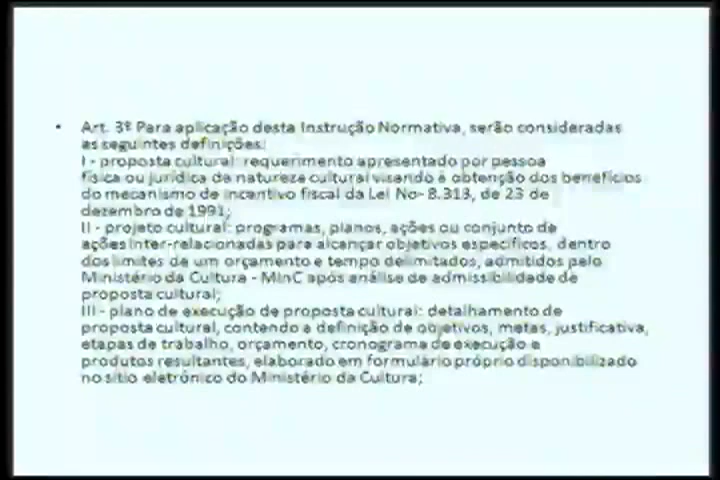 • Art. 3º Para aplicação desta Instrução Normativa, serão consideradas
as seguintes definições:
I - proposta cultural: requerimento apresentado por pessoa
física ou jurídica de natureza cultural visando à obtenção dos benefícios
do mecanismo de incentivo fiscal da Lei No- 8.313, de 23 de
dezembro de 1991;
II - projeto cultural: programas, planos, ações ou conjunto de
ações inter-relacionadas para alcançar objetivos específicos, dentro
dos limites de um orçamento e tempo delimitados, admitidos pelo
Ministério da Cultura - MinC após análise de admissibilidade de
proposta cultural;
III - plano de execução de proposta cultural: detalhamento de
proposta cultural, contendo a definição de objetivos, metas, justificativa,
etapas de trabalho, orçamento, cronograma de execução e
produtos resultantes, elaborado em formulário próprio disponibilizado
no sítio eletrônico do Ministério da Cultura;